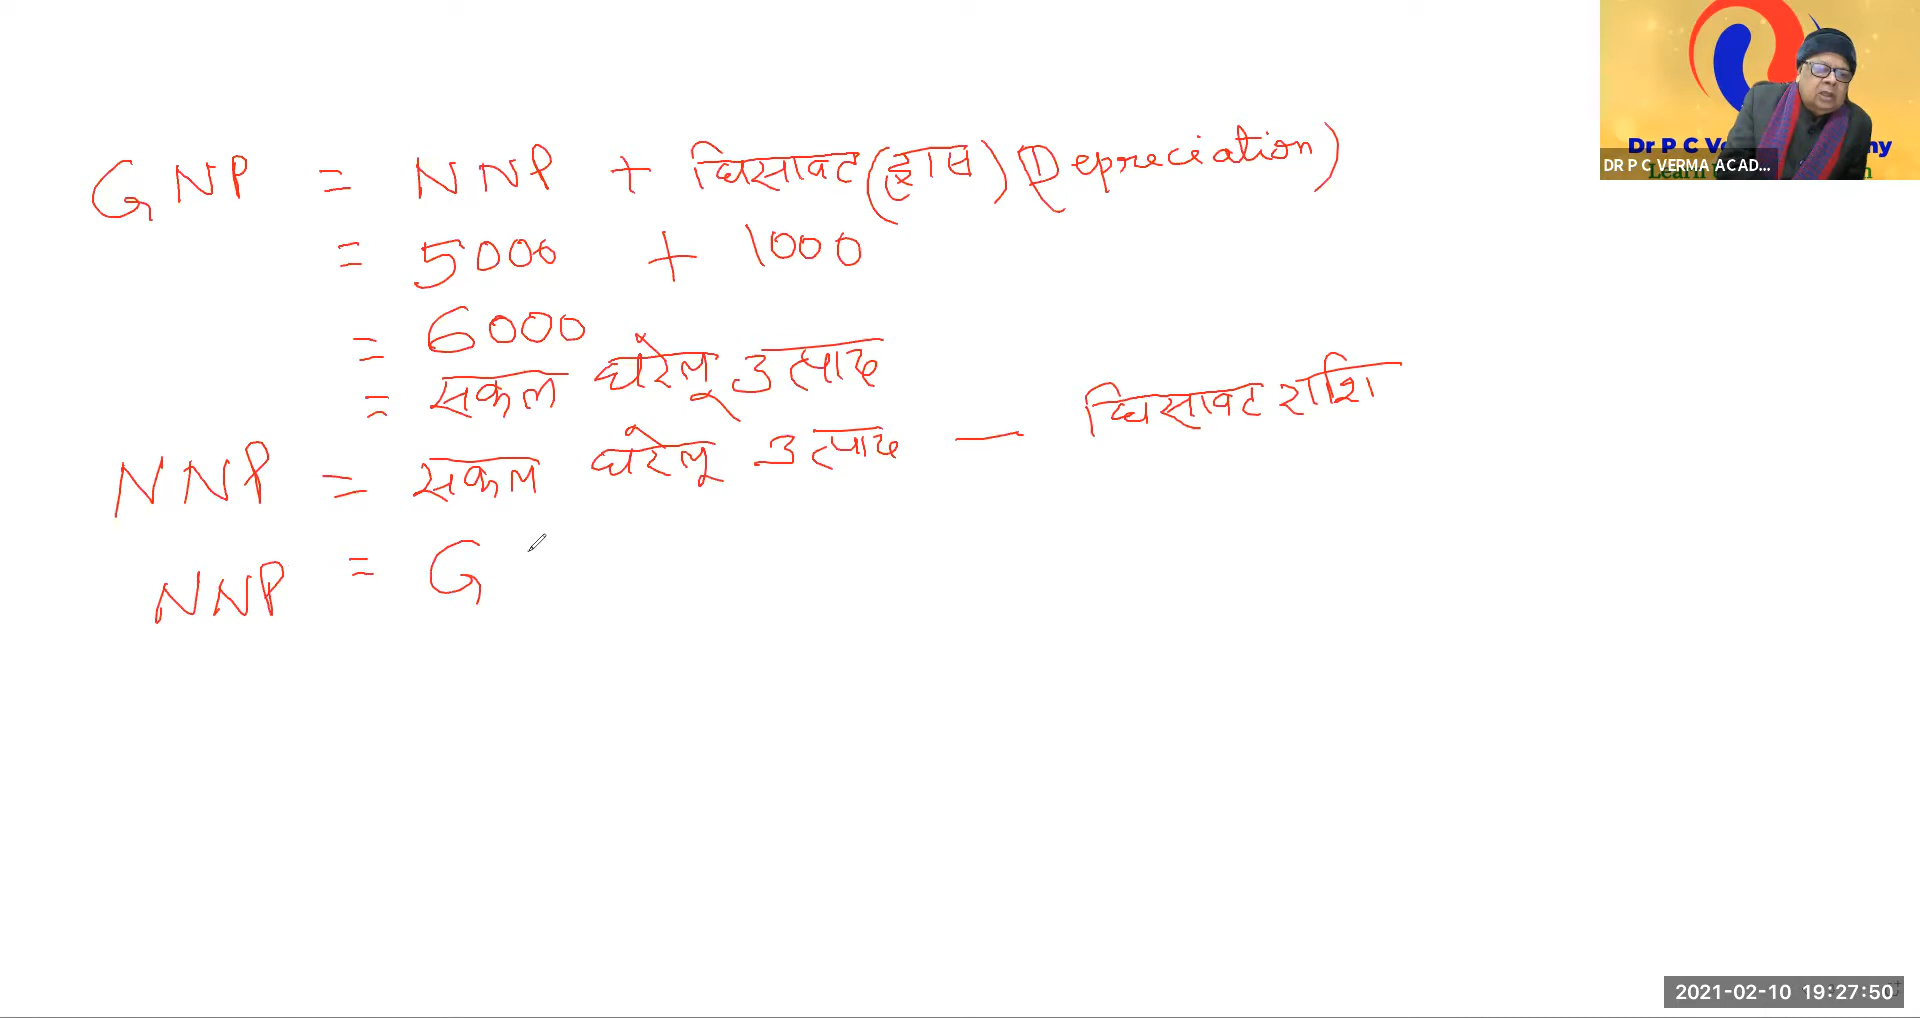 GNP = NNP + घिसावट (ह्रास) (Depreciation)
= 5000 + 1000
= 6000
= सकल घरेलू उत्पाद
NNP = सकल घरेलू उत्पाद — घिसावट राशि
NNP = G
Dr P C
DR P C VERMA ACAD...
2021-02-10 19:27:50